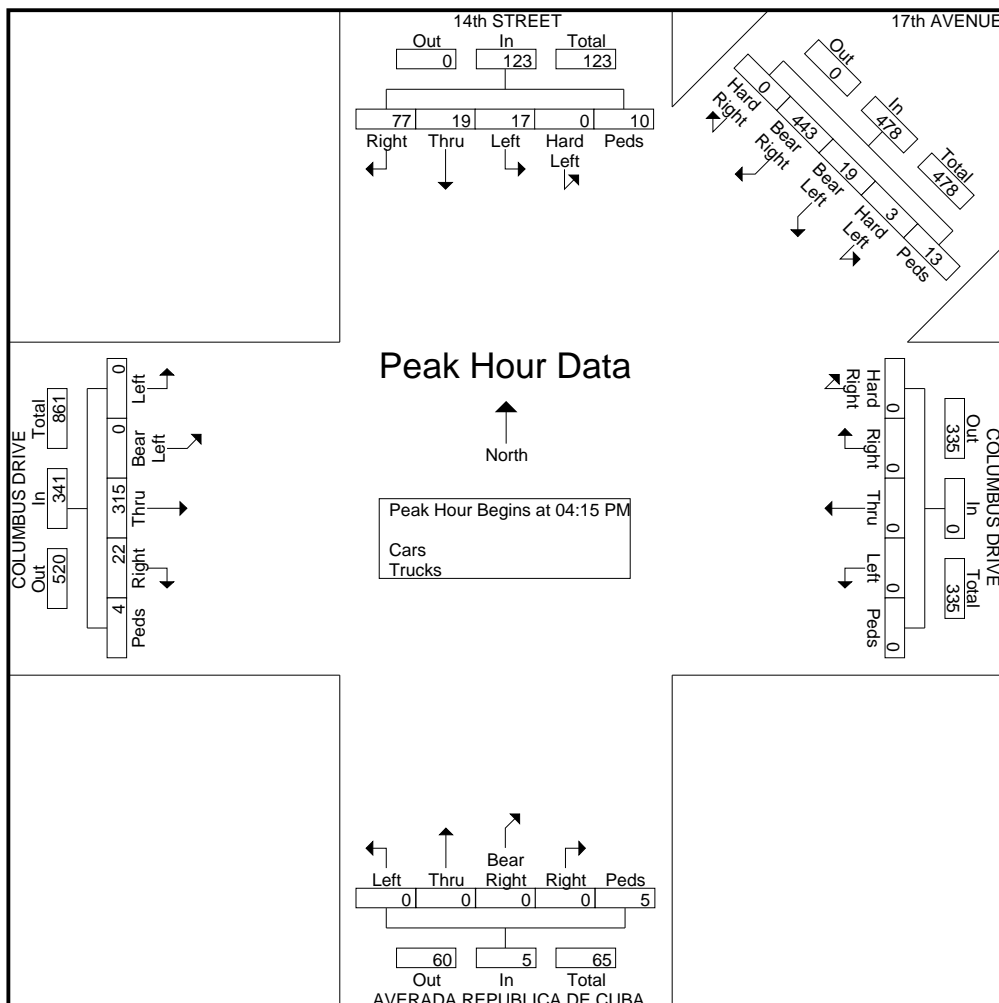 14th STREET
Out In Total
0 123 123
77 19 17 0 10
Right Thru Left Hard Left Peds
17th AVENUE
Out In Total
0 478 478
0 443 19 3 13
Hard Right Bear Right Bear Left Hard Left Peds
COLUMBUS DRIVE
Total In Out
861 341 520
0 0 315 22 4
Left Bear Left Thru Right Peds
Peak Hour Data
North
Peak Hour Begins at 04:15 PM
Cars
Trucks
Hard Right Right Thru Left Peds
0 0 0 0 0
Out In Total
335 0 335
COLUMBUS DRIVE
Left Thru Bear Right Right Peds
0 0 0 0 5
60 5 65
Out In Total
AVERADA REPUBLICA DE CUBA